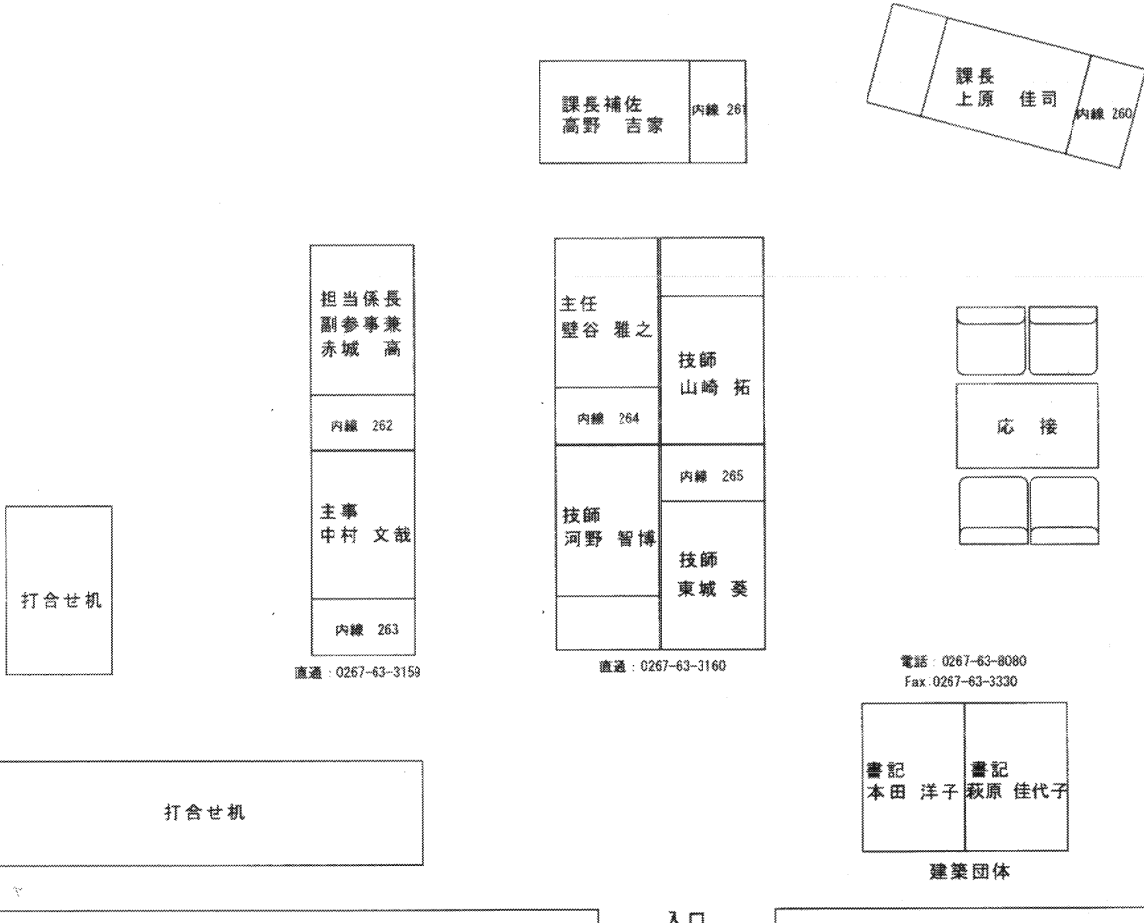 課長
上原 佳司
内線 260
課長補佐
高野 吉家
内線 261
担当係長
副参事兼
赤城 高
内線 262
主事
中村 文哉
内線 263
直通:0267-63-3159
主任
壁谷 雅之
内線 264
技師
山崎 拓
内線 265
技師
河野 智博
技師
東城 葵
直通:0267-63-3160
応 接
打合せ机
電話:0267-63-8080
Fax:0267-63-3330
書記
本田 洋子
書記
萩原 佳代子
建築団体
打合せ机
入口